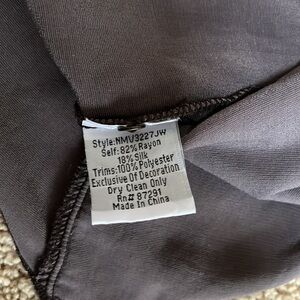 Style:NMV3227JW
Self:82%Rayon
18%Silk
Trims:100%Polyester
Exclusive Of Decoration
Dry Clean Only
Rn# 87291
Made In China